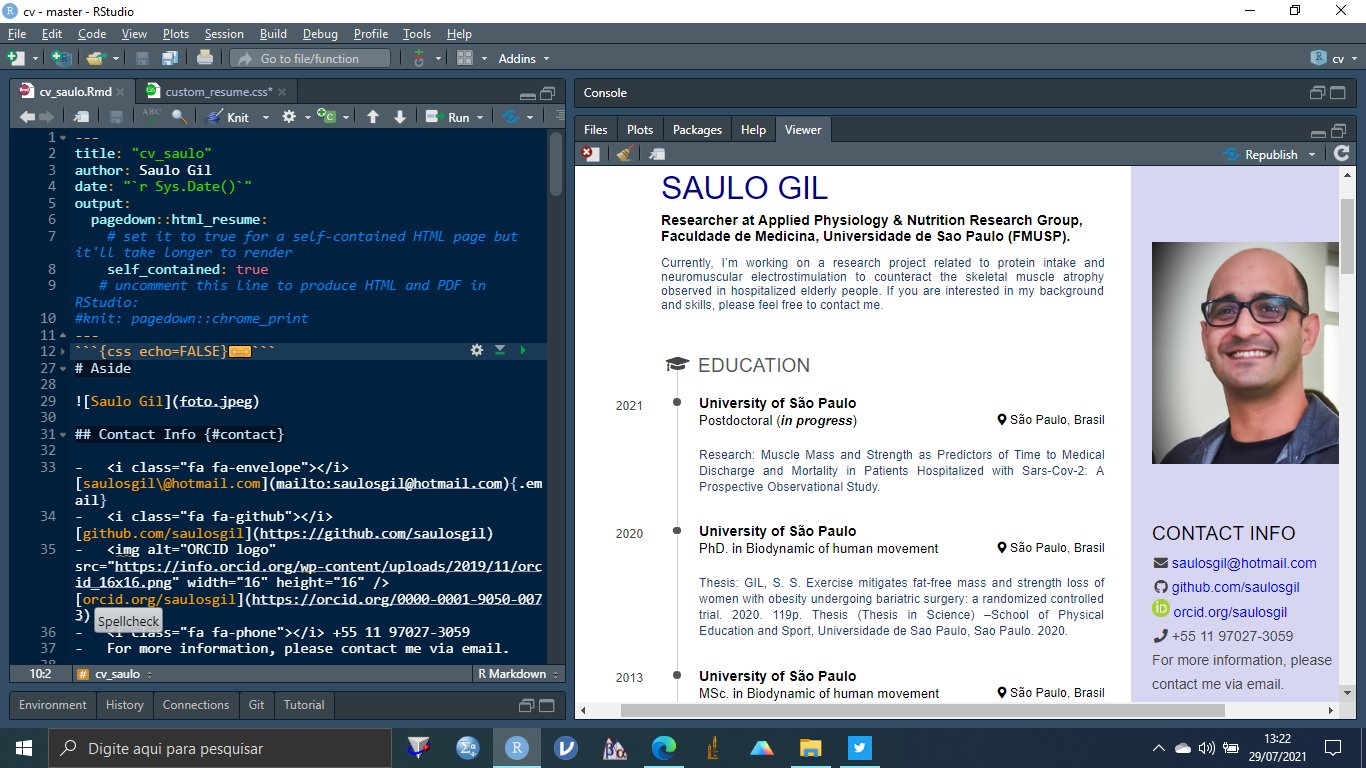 cv - master - RStudio
File Edit Code View Plots Session Build Debug Profile Tools Help
Go to file/function Addins cv
cv_saulo.Rmd custom_resume.css*
ABC Knit Run
1 ---
2 title: "cv_saulo"
3 author: Saulo Gil
4 date: "`r Sys.Date()`"
5 output:
6 pagedown::html_resume:
7 # set it to true for a self-contained HTML page but
it'll take longer to render
8 self_contained: true
9 # uncomment this line to produce HTML and PDF in
RStudio:
10 #knit: pagedown::chrome_print
11 ---
12 ```{css echo=FALSE}```
27 # Aside
28
29 ![Saulo Gil](foto.jpeg)
30
31 ## Contact Info {#contact}
32
33 - <i class="fa fa-envelope"></i>
[saulosgil\@hotmail.com](mailto:saulosgil@hotmail.com){.em
ail}
34 - <i class="fa fa-github"></i>
[github.com/saulosgil](https://github.com/saulosgil)
35 - <img alt="ORCID logo"
src="https://info.orcid.org/wp-content/uploads/2019/11/orc
id_16x16.png" width="16" height="16" />
[orcid.org/saulosgil](https://orcid.org/0000-0001-9050-007
3)
Spellcheck
36 - <i class="fa fa-phone"></i> +55 11 97027-3059
37 - For more information, please contact me via email.
10:2 cv_saulo R Markdown
Environment History Connections Git Tutorial
Console
Files Plots Packages Help Viewer
Republish
SAULO GIL
Researcher at Applied Physiology & Nutrition Research Group,
Faculdade de Medicina, Universidade de Sao Paulo (FMUSP).
Currently, I'm working on a research project related to protein intake and
neuromuscular electrostimulation to counteract the skeletal muscle atrophy
observed in hospitalized elderly people. If you are interested in my background
and skills, please feel free to contact me.
EDUCATION
2021 University of São Paulo
Postdoctoral (in progress) São Paulo, Brasil
Research: Muscle Mass and Strength as Predictors of Time to Medical
Discharge and Mortality in Patients Hospitalized with Sars-Cov-2: A
Prospective Observational Study.
2020 University of São Paulo
PhD. in Biodynamic of human movement São Paulo, Brasil
Thesis: GIL, S. S. Exercise mitigates fat-free mass and strength loss of
women with obesity undergoing bariatric surgery: a randomized controlled
trial. 2020. 119p. Thesis (Thesis in Science) –School of Physical
Education and Sport, Universidade de Sao Paulo, Sao Paulo. 2020.
2013 University of São Paulo
MSc. in Biodynamic of human movement São Paulo, Brasil
CONTACT INFO
saulosgil@hotmail.com
github.com/saulosgil
iD orcid.org/saulosgil
+55 11 97027-3059
For more information, please
contact me via email.
Digite aqui para pesquisar
13:22
29/07/2021